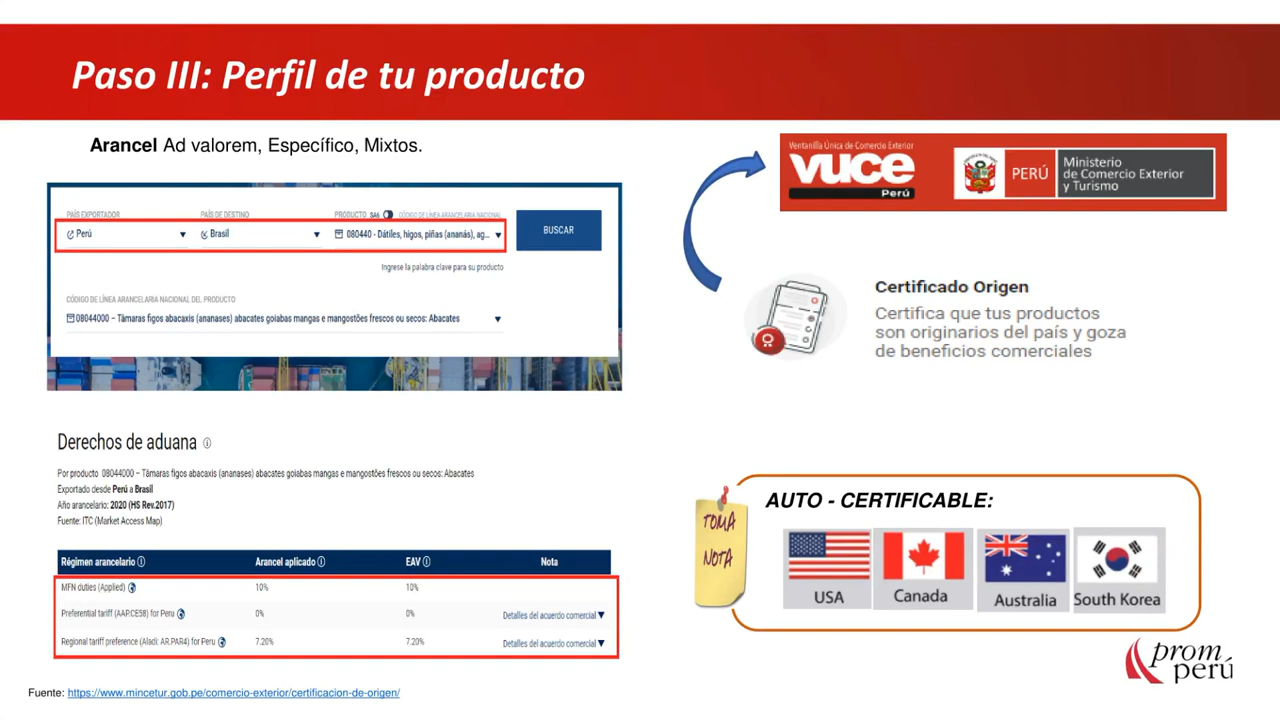 Paso III: Perfil de tu producto
Arancel Ad valorem, Específico, Mixtos.
PAÍS EXPORTADOR
PAÍS DE DESTINO
PRODUCTO SA6 CÓDIGO DE LÍNEA ARANCELARIA NACIONAL
Perú
Brasil
080440 - Dátiles, higos, piñas (ananás), ag...
BUSCAR
Ingrese la palabra clave para su producto
CÓDIGO DE LÍNEA ARANCELARIA NACIONAL DEL PRODUCTO
08044000 – Tâmaras figos abacaxis (ananases) abacates goiabas mangas e mangostões frescos ou secos: Abacates
Derechos de aduana
Por producto 08044000 – Tâmaras figos abacaxis (ananases) abacates goiabas mangas e mangostões frescos ou secos: Abacates
Exportado desde Perú a Brasil
Año arancelario: 2020 (HS Rev.2017)
Fuente: ITC (Market Access Map)
Régimen arancelario Arancel aplicado EAV Nota
MFN duties (Applied) 10% 10%
Preferential tariff (AAP.CE58) for Peru 0% 0% Detalles del acuerdo comercial
Regional tariff preference (Aladi: AR.PAR4) for Peru 7.20% 7.20% Detalles del acuerdo comercial
Fuente: https://www.mincetur.gob.pe/comercio-exterior/certificacion-de-origen/
Ventanilla Única de Comercio Exterior
vuce
Perú
PERÚ
Ministerio
de Comercio Exterior
y Turismo
Certificado Origen
Certifica que tus productos
son originarios del país y goza
de beneficios comerciales
TOMA
NOTA
AUTO - CERTIFICABLE:
USA
Canada
Australia
South Korea
prom
perú